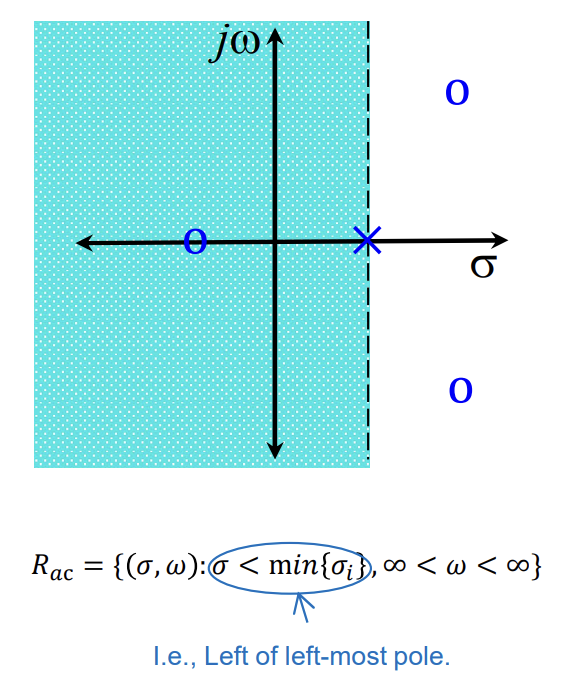 jω
O
O
σ
O
R_ac = {(σ, ω): σ < min{σ_i}, ∞ < ω < ∞}
I.e., Left of left-most pole.